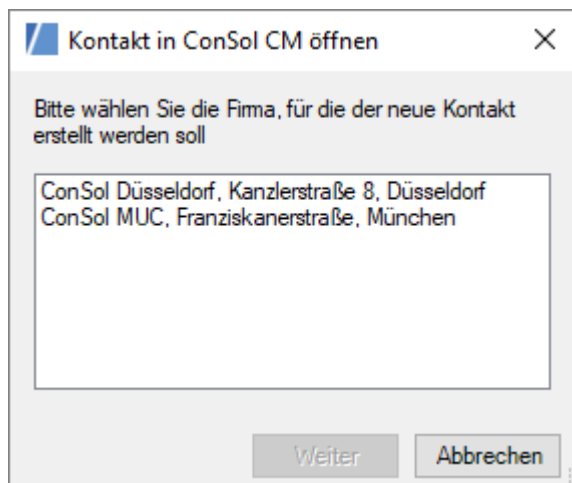 Kontakt in ConSol CM öffnen
Bitte wählen Sie die Firma, für die der neue Kontakt
erstellt werden soll
ConSol Düsseldorf, Kanzlerstraße 8, Düsseldorf
ConSol MUC, Franziskanerstraße, München
Weiter
Abbrechen